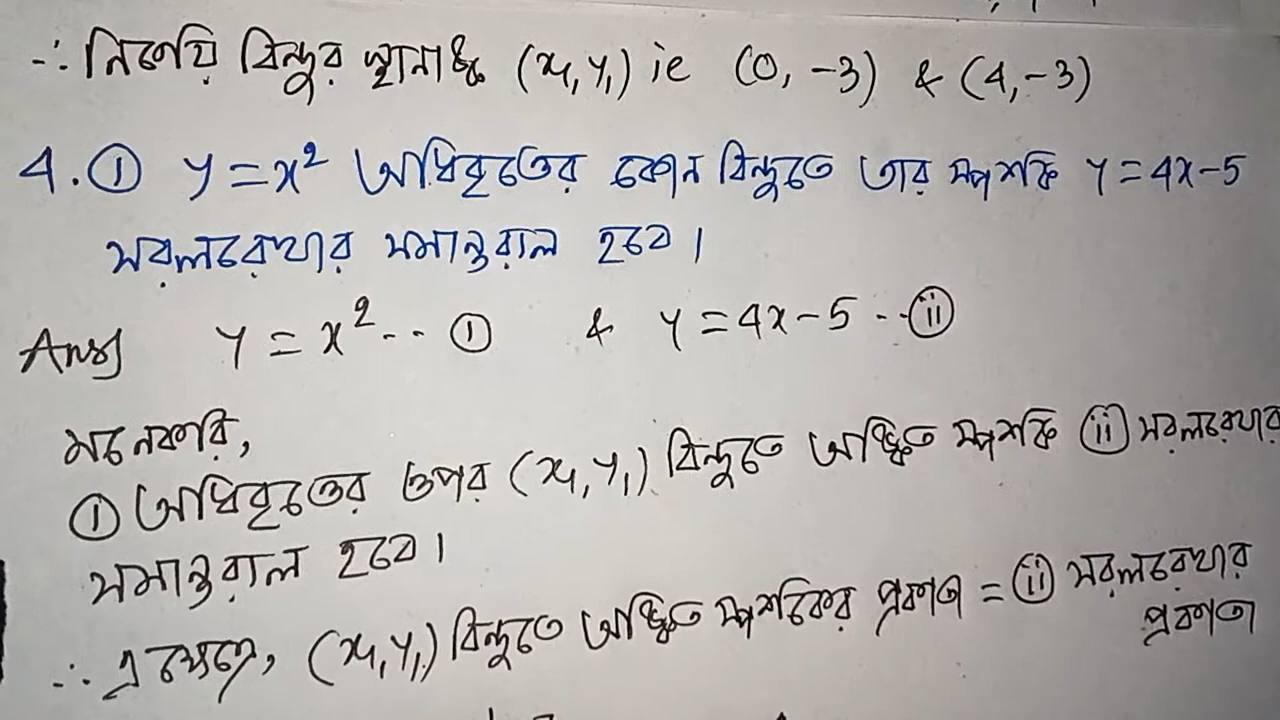 ∴ নির্ণেয় বিন্দুর স্থানাঙ্ক (x₁, y₁) ie (0, -3) & (4, -3)
4. ① y = x² অধিবৃত্তের কোন বিন্দুতে তার স্পর্শক y = 4x-5
সরলরেখার সমান্তরাল হবে।
Ans y = x² -- ① & y = 4x-5 -- ⅱ
মনেকরি,
① অধিবৃত্তের ওপর (x₁, y₁) বিন্দুতে অঙ্কিত স্পর্শক ⅱ সরলরেখার
সমান্তরাল হবে।
∴ এক্ষেত্রে, (x₁, y₁) বিন্দুতে অঙ্কিত স্পর্শকের প্রবণতা = ⅱ সরলরেখার
প্রবণতা